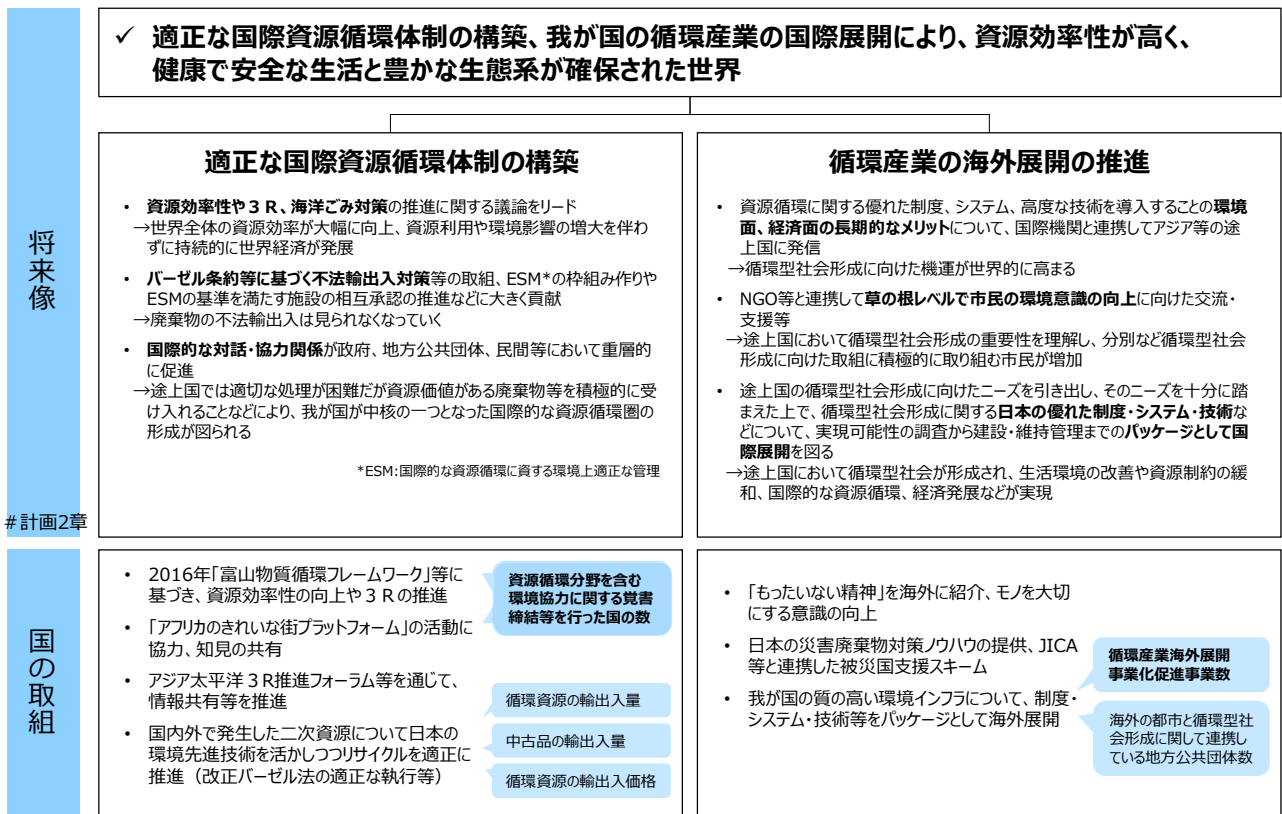 ✓ 適正な国際資源循環体制の構築、我が国の循環産業の国際展開により、資源効率性が高く、
健康で安全な生活と豊かな生態系が確保された世界
将来像
適正な国際資源循環体制の構築
• 資源効率性や３Ｒ、海洋ごみ対策の推進に関する議論をリード
→世界全体の資源効率が大幅に向上、資源利用や環境影響の増大を伴わ
ずに持続的に世界経済が発展
• バーゼル条約等に基づく不法輸出入対策等の取組、ESM*の枠組み作りや
ESMの基準を満たす施設の相互承認の推進などに大きく貢献
→廃棄物の不法輸出入は見られなくなっていく
• 国際的な対話・協力関係が政府、地方公共団体、民間等において重層的
に促進
→途上国では適切な処理が困難だが資源価値がある廃棄物等を積極的に受
け入れることなどにより、我が国が中核の一つとなった国際的な資源循環圏の
形成が図られる
*ESM:国際的な資源循環に資する環境上適正な管理
循環産業の海外展開の推進
• 資源循環に関する優れた制度、システム、高度な技術を導入することの環境
面、経済面の長期的なメリットについて、国際機関と連携してアジア等の途
上国に発信
→循環型社会形成に向けた機運が世界的に高まる
• NGO等と連携して草の根レベルで市民の環境意識の向上に向けた交流・
支援等
→途上国において循環型社会形成の重要性を理解し、分別など循環型社会
形成に向けた取組に積極的に取り組む市民が増加
• 途上国の循環型社会形成に向けたニーズを引き出し、そのニーズを十分に踏
まえた上で、循環型社会形成に関する日本の優れた制度・システム・技術な
どについて、実現可能性の調査から建設・維持管理までのパッケージとして国
際展開を図る
→途上国において循環型社会が形成され、生活環境の改善や資源制約の緩
和、国際的な資源循環、経済発展などが実現
#計画2章
国の取組
• 2016年「富山物質循環フレームワーク」等に
基づき、資源効率性の向上や３Ｒの推進
• 「アフリカのきれいな街プラットフォーム」の活動に
協力、知見の共有
• アジア太平洋３R推進フォーラム等を通じて、
情報共有等を推進
• 国内外で発生した二次資源について日本の
環境先進技術を活かしつつリサイクルを適正に
推進（改正バーゼル法の適正な執行等）
資源循環分野を含む
環境協力に関する覚書
締結等を行った国の数
循環資源の輸出入量
中古品の輸出入量
循環資源の輸出入価格
• 「もったいない精神」を海外に紹介、モノを大切
にする意識の向上
• 日本の災害廃棄物対策ノウハウの提供、JICA
等と連携した被災国支援スキーム
• 我が国の質の高い環境インフラについて、制度・
システム・技術等をパッケージとして海外展開
循環産業海外展開
事業化促進事業数
海外の都市と循環型社
会形成に関して連携し
ている地方公共団体数